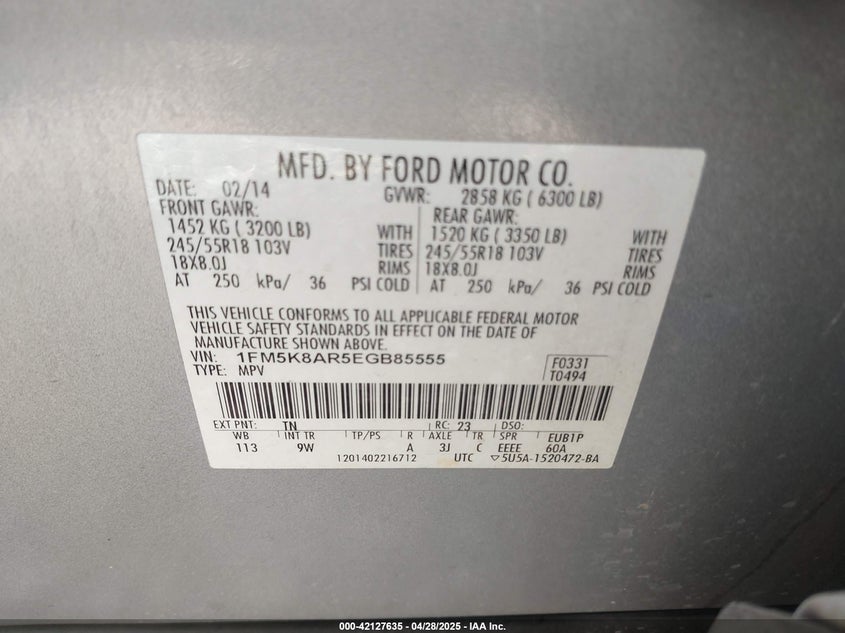 MFD. BY FORD MOTOR CO.
DATE: 02/14 GVWR: 2858 KG ( 6300 LB)
FRONT GAWR: REAR GAWR:
1452 KG ( 3200 LB) WITH 1520 KG ( 3350 LB) WITH
245/55R18 103V TIRES 245/55R18 103V TIRES
18X8.0J RIMS 18X8.0J RIMS
AT 250 kPa/ 36 PSI COLD AT 250 kPa/ 36 PSI COLD
THIS VEHICLE CONFORMS TO ALL APPLICABLE FEDERAL MOTOR
VEHICLE SAFETY STANDARDS IN EFFECT ON THE DATE OF
MANUFACTURE SHOWN ABOVE.
VIN: 1FM5K8AR5EGB85555 F0331
TYPE: MPV T0494
EXT PNT: TN RC: 23 DSO:
WB INT TR TP/PS R AXLE TR SPR EUB1P
113 9W A 3J C EEEE 60A
1201402216712 UTC ▽5U5A-1520472-BA
000-42127635 - 04/28/2025 - IAA Inc.